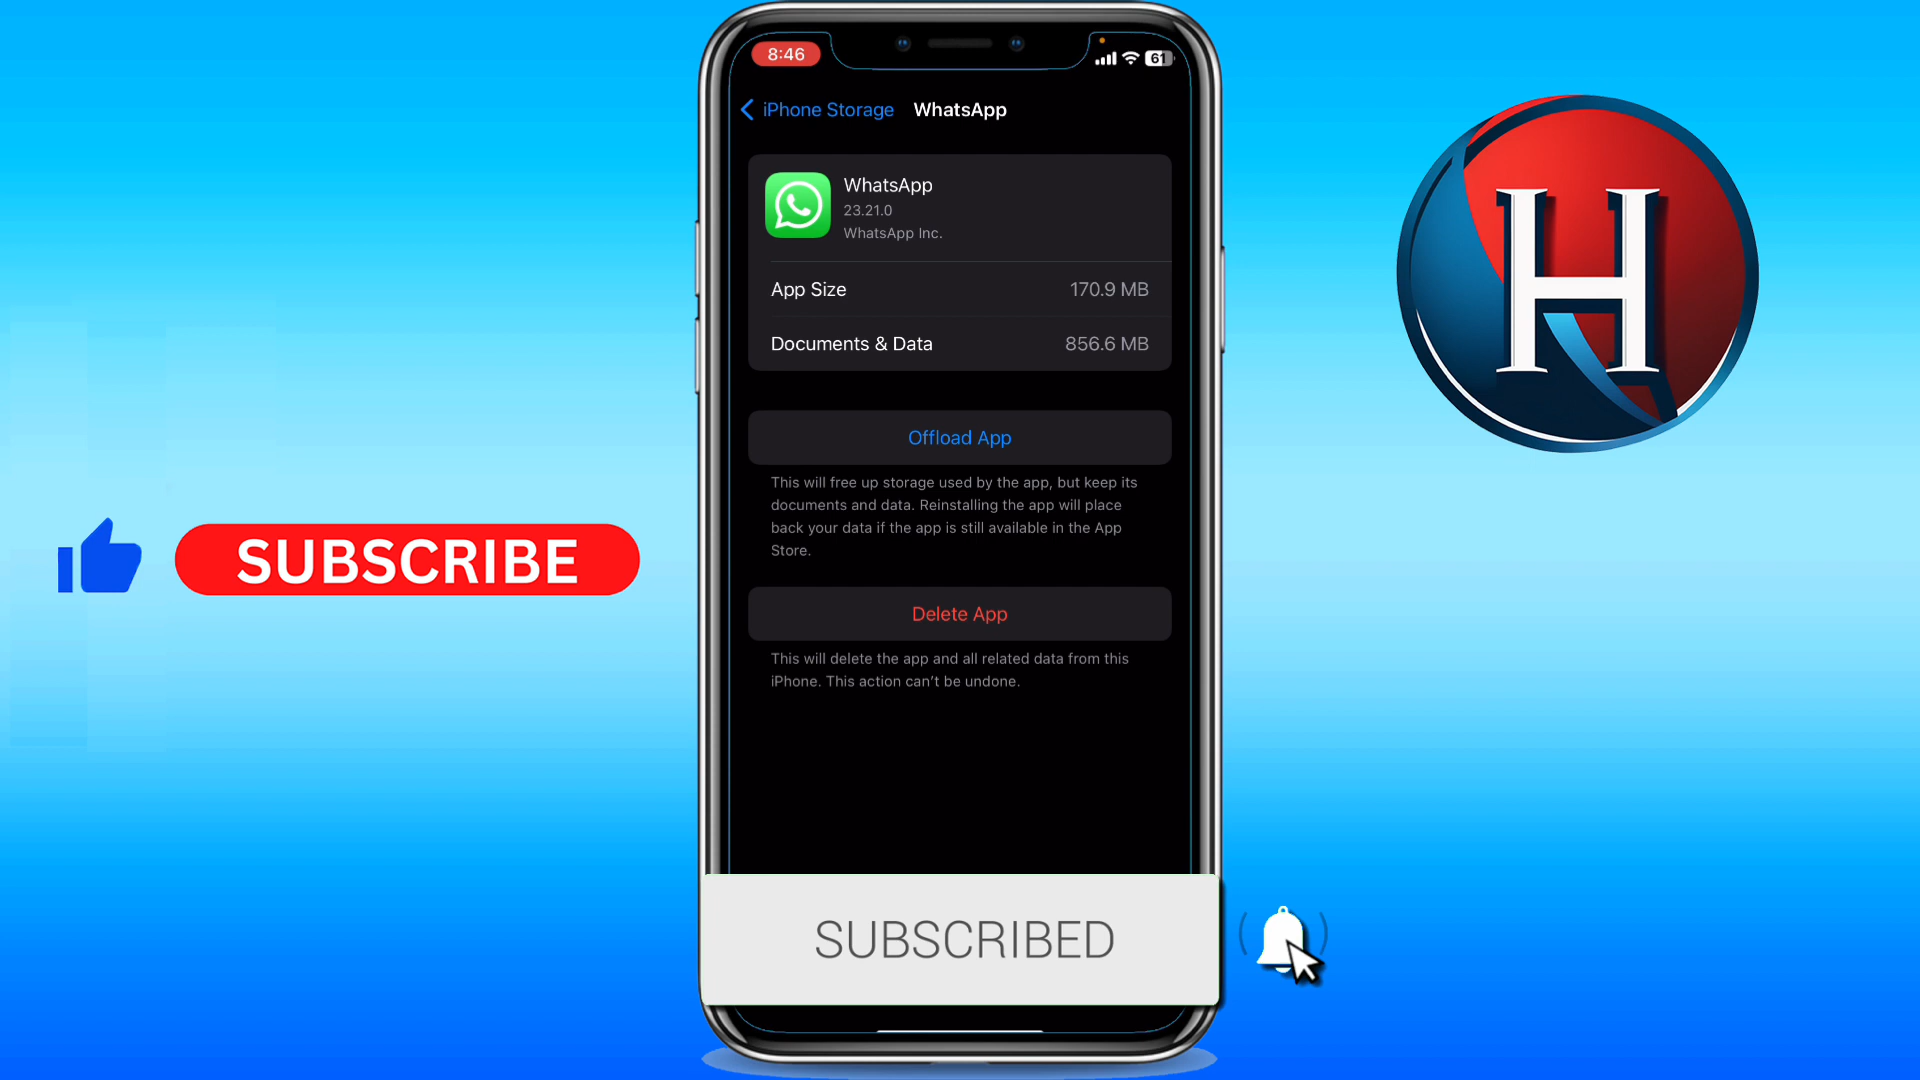 8:46
61
iPhone Storage WhatsApp
WhatsApp
23.21.0
WhatsApp Inc.
App Size 170.9 MB
Documents & Data 856.6 MB
Offload App
This will free up storage used by the app, but keep its
documents and data. Reinstalling the app will place
back your data if the app is still available in the App
Store.
Delete App
This will delete the app and all related data from this
iPhone. This action can’t be undone.
SUBSCRIBE
H
SUBSCRIBED